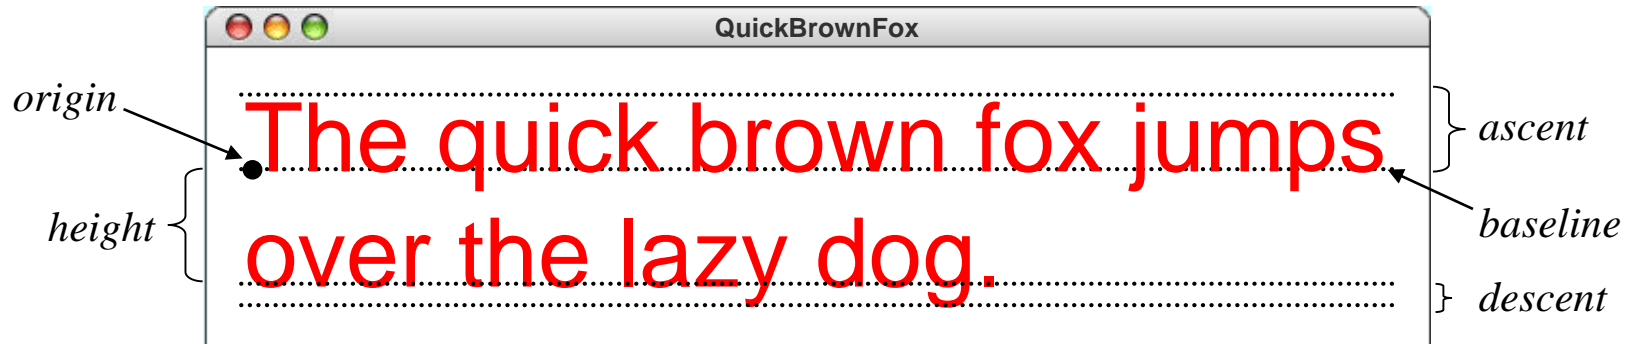 QuickBrownFox
origin
The quick brown fox jumps
ascent
height
over the lazy dog.
baseline
descent